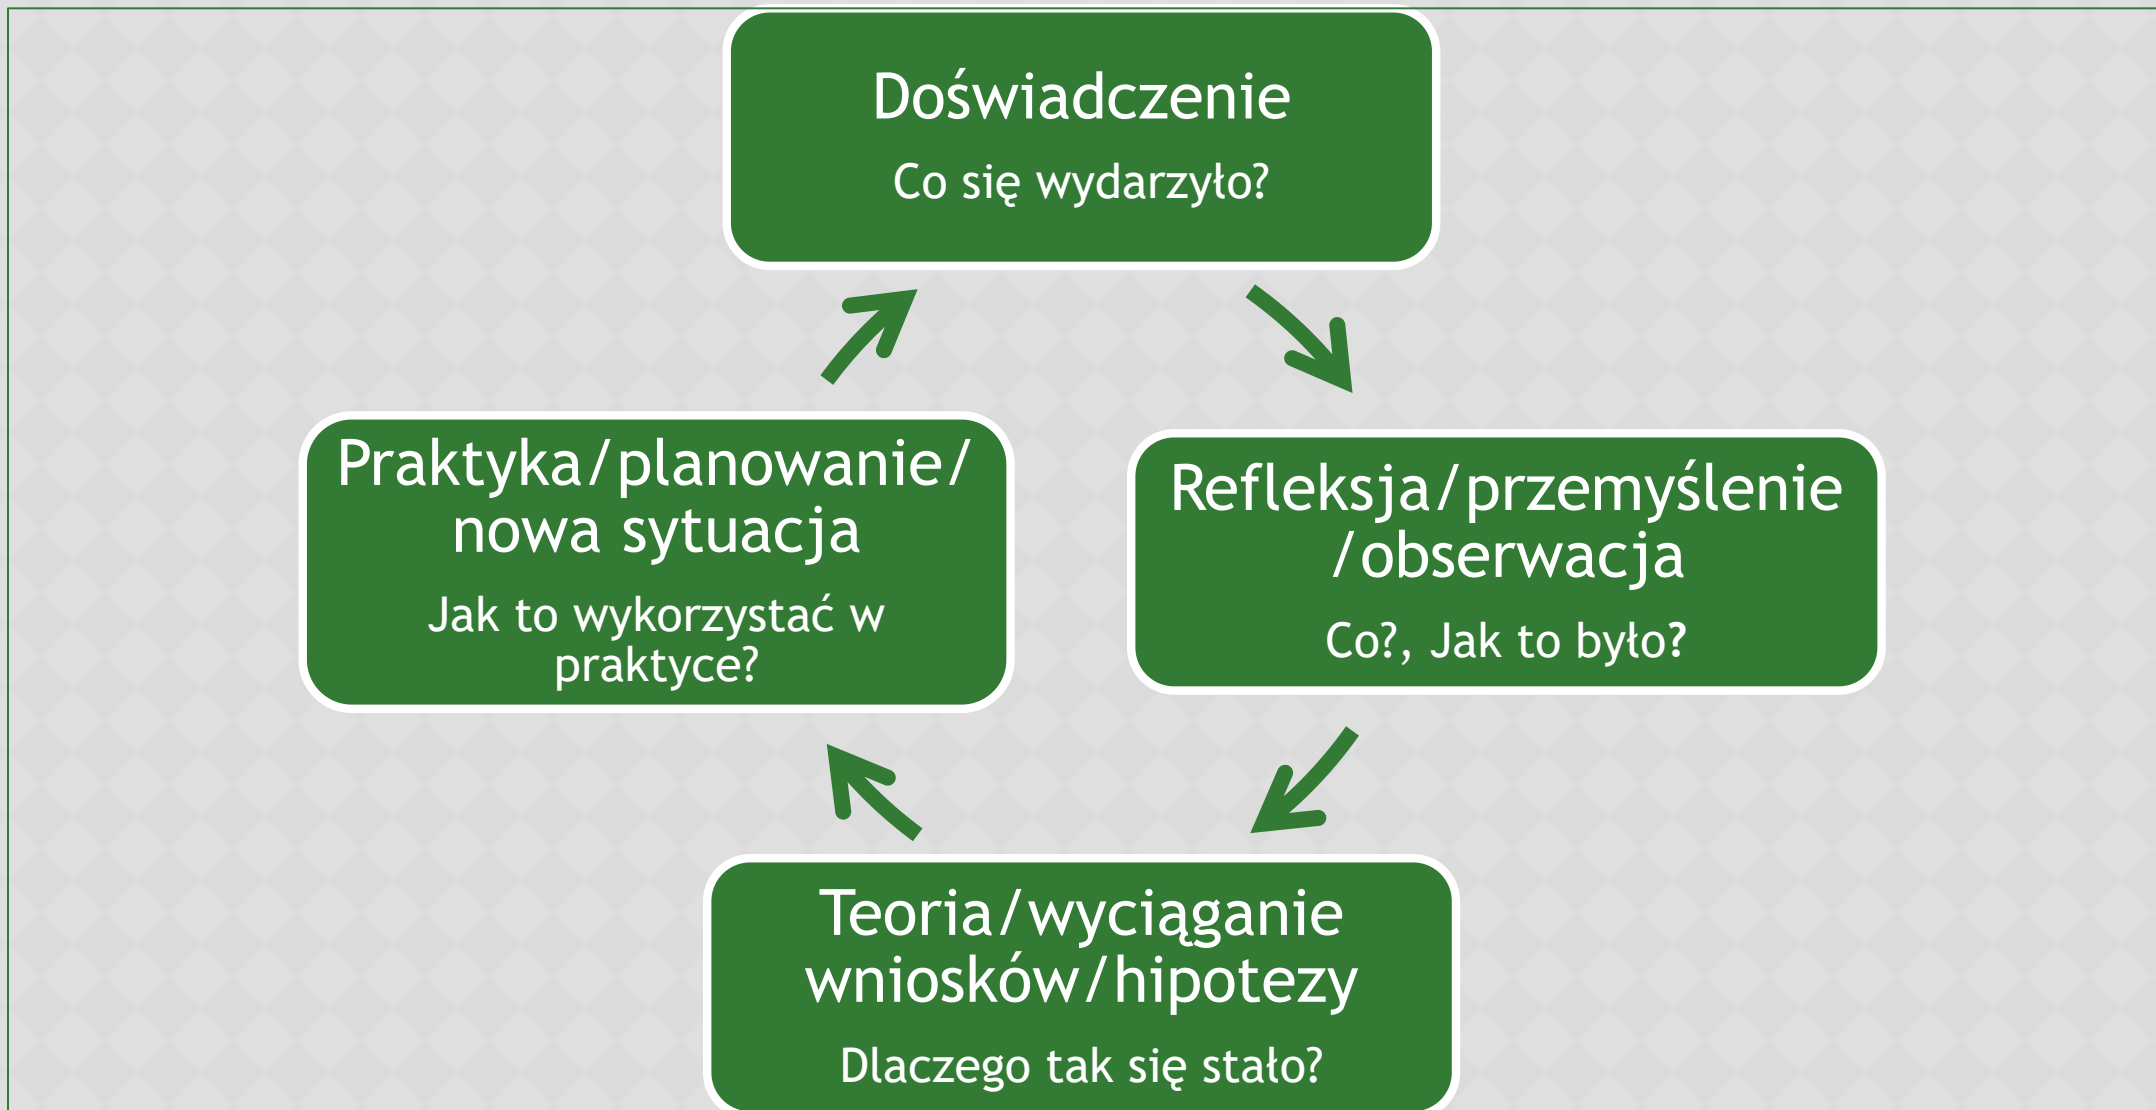 Doświadczenie
Co się wydarzyło?
Refleksja/przemyślenie
/obserwacja
Co?, Jak to było?
Teoria/wyciąganie
wniosków/hipotezy
Dlaczego tak się stało?
Praktyka/planowanie/
nowa sytuacja
Jak to wykorzystać w
praktyce?